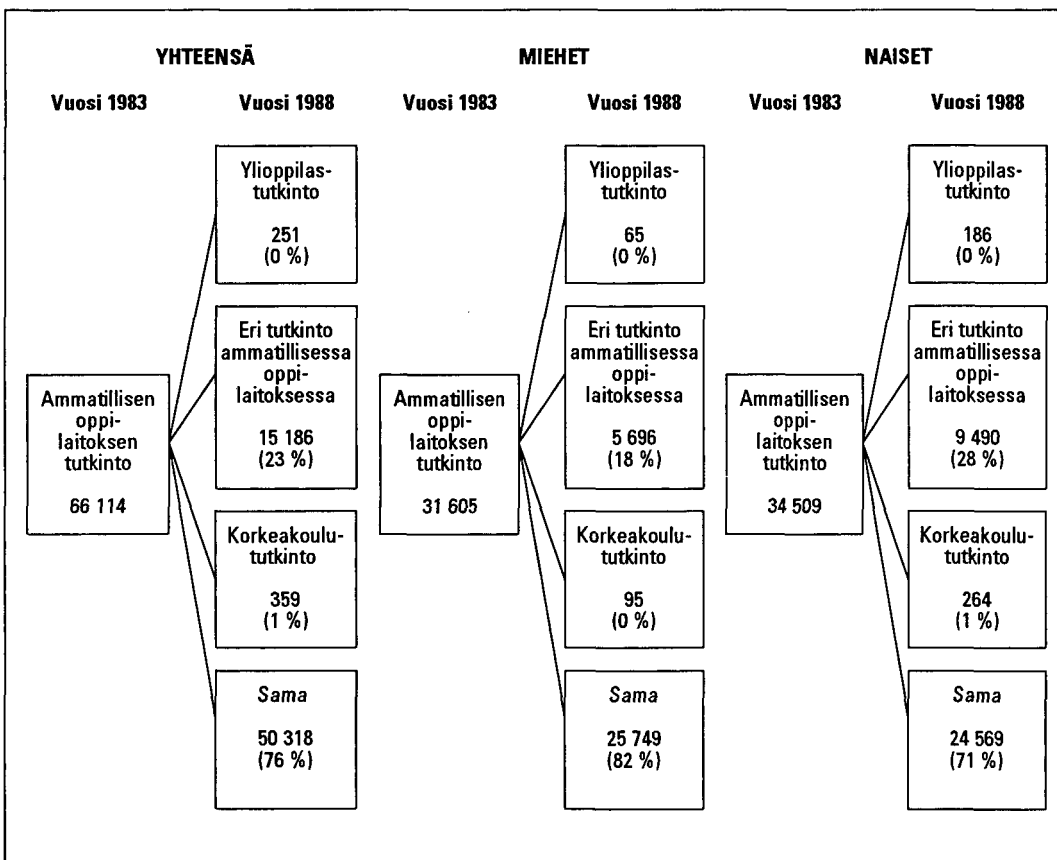 YHTEENSÄ
Vuosi 1983
Vuosi 1988
Ammatillisen
oppi-
laitoksen
tutkinto
66 114
Ylioppilas-
tutkinto
251
(0 %)
Eri tutkinto
ammatillisessa
oppi-
laitoksessa
15 186
(23 %)
Korkeakoulu-
tutkinto
359
(1 %)
Sama
50 318
(76 %)
MIEHET
Vuosi 1983
Vuosi 1988
Ammatillisen
oppi-
laitoksen
tutkinto
31 605
Ylioppilas-
tutkinto
65
(0 %)
Eri tutkinto
ammatillisessa
oppi-
laitoksessa
5 696
(18 %)
Korkeakoulu-
tutkinto
95
(0 %)
Sama
25 749
(82 %)
NAISET
Vuosi 1983
Vuosi 1988
Ammatillisen
oppi-
laitoksen
tutkinto
34 509
Ylioppilas-
tutkinto
186
(0 %)
Eri tutkinto
ammatillisessa
oppi-
laitoksessa
9 490
(28 %)
Korkeakoulu-
tutkinto
264
(1 %)
Sama
24 569
(71 %)